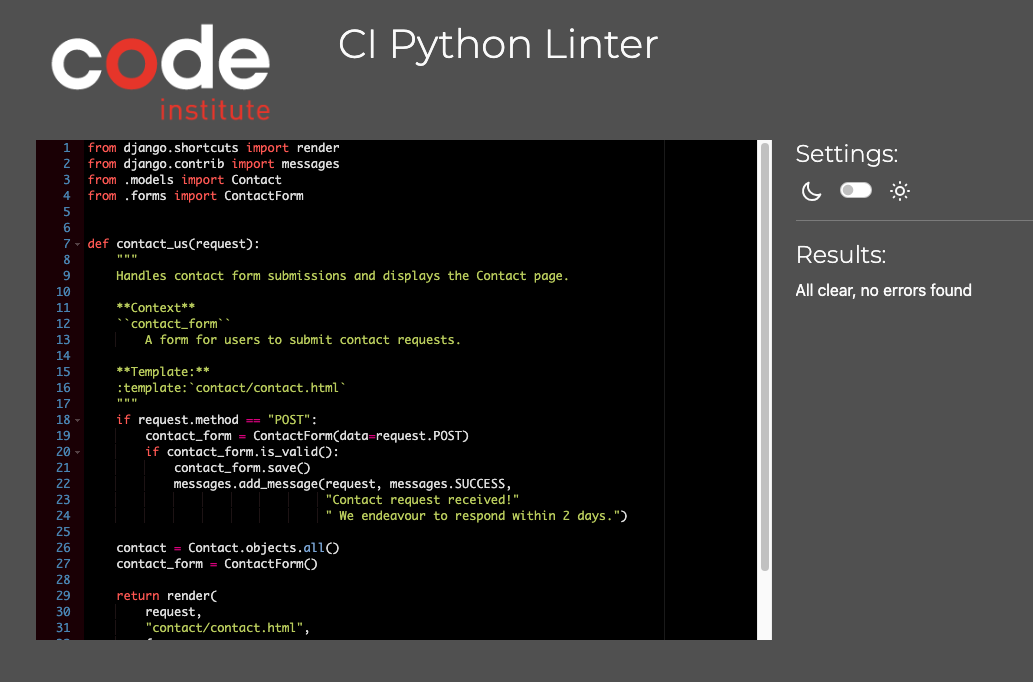 code
institute
CI Python Linter
1 from django.shortcuts import render
2 from django.contrib import messages
3 from .models import Contact
4 from .forms import ContactForm
5
6
7 def contact_us(request):
8     """
9     Handles contact form submissions and displays the Contact page.
10
11     **Context**
12     ``contact_form``
13         A form for users to submit contact requests.
14
15     **Template:**
16     :template:`contact/contact.html`
17     """
18     if request.method == "POST":
19         contact_form = ContactForm(data=request.POST)
20         if contact_form.is_valid():
21             contact_form.save()
22             messages.add_message(request, messages.SUCCESS,
23                                  "Contact request received!"
24                                  " We endeavour to respond within 2 days.")
25
26     contact = Contact.objects.all()
27     contact_form = ContactForm()
28
29     return render(
30         request,
31         "contact/contact.html",
Settings:
Results:
All clear, no errors found